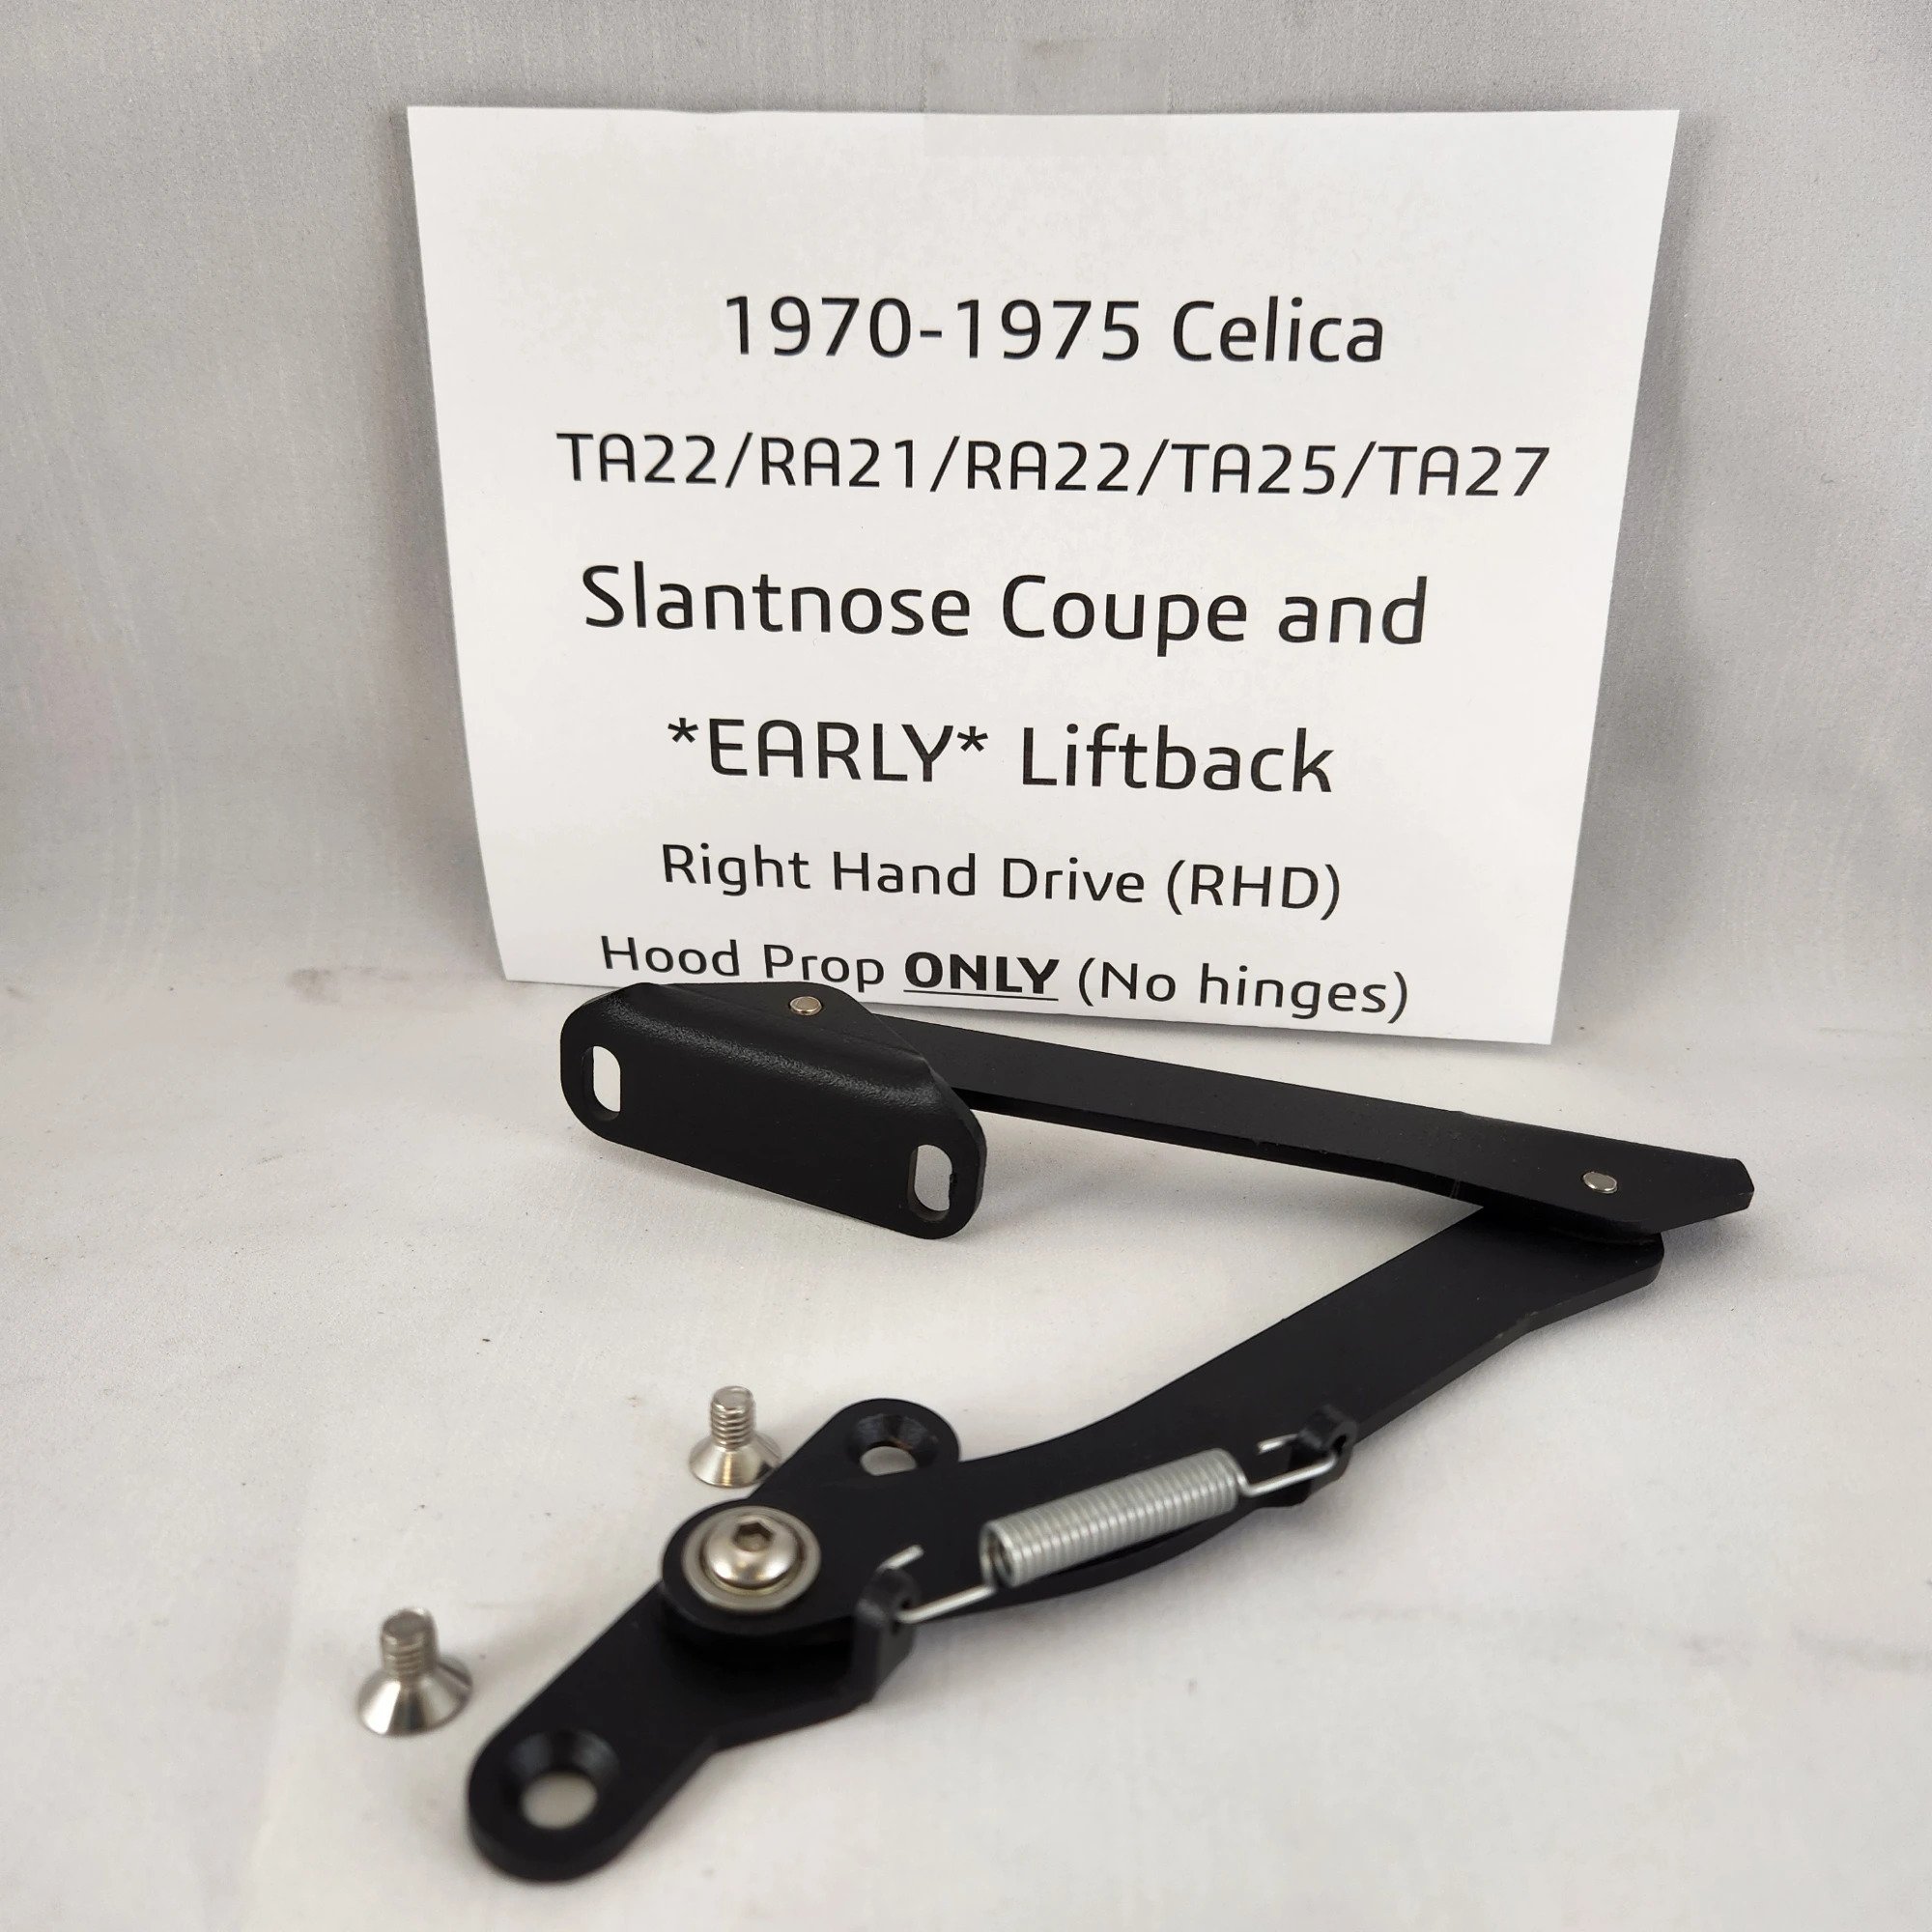 1970-1975 Celica
TA22/RA21/RA22/TA25/TA27
Slantnose Coupe and
*EARLY* Liftback
Right Hand Drive (RHD)
Hood Prop ONLY (No hinges)